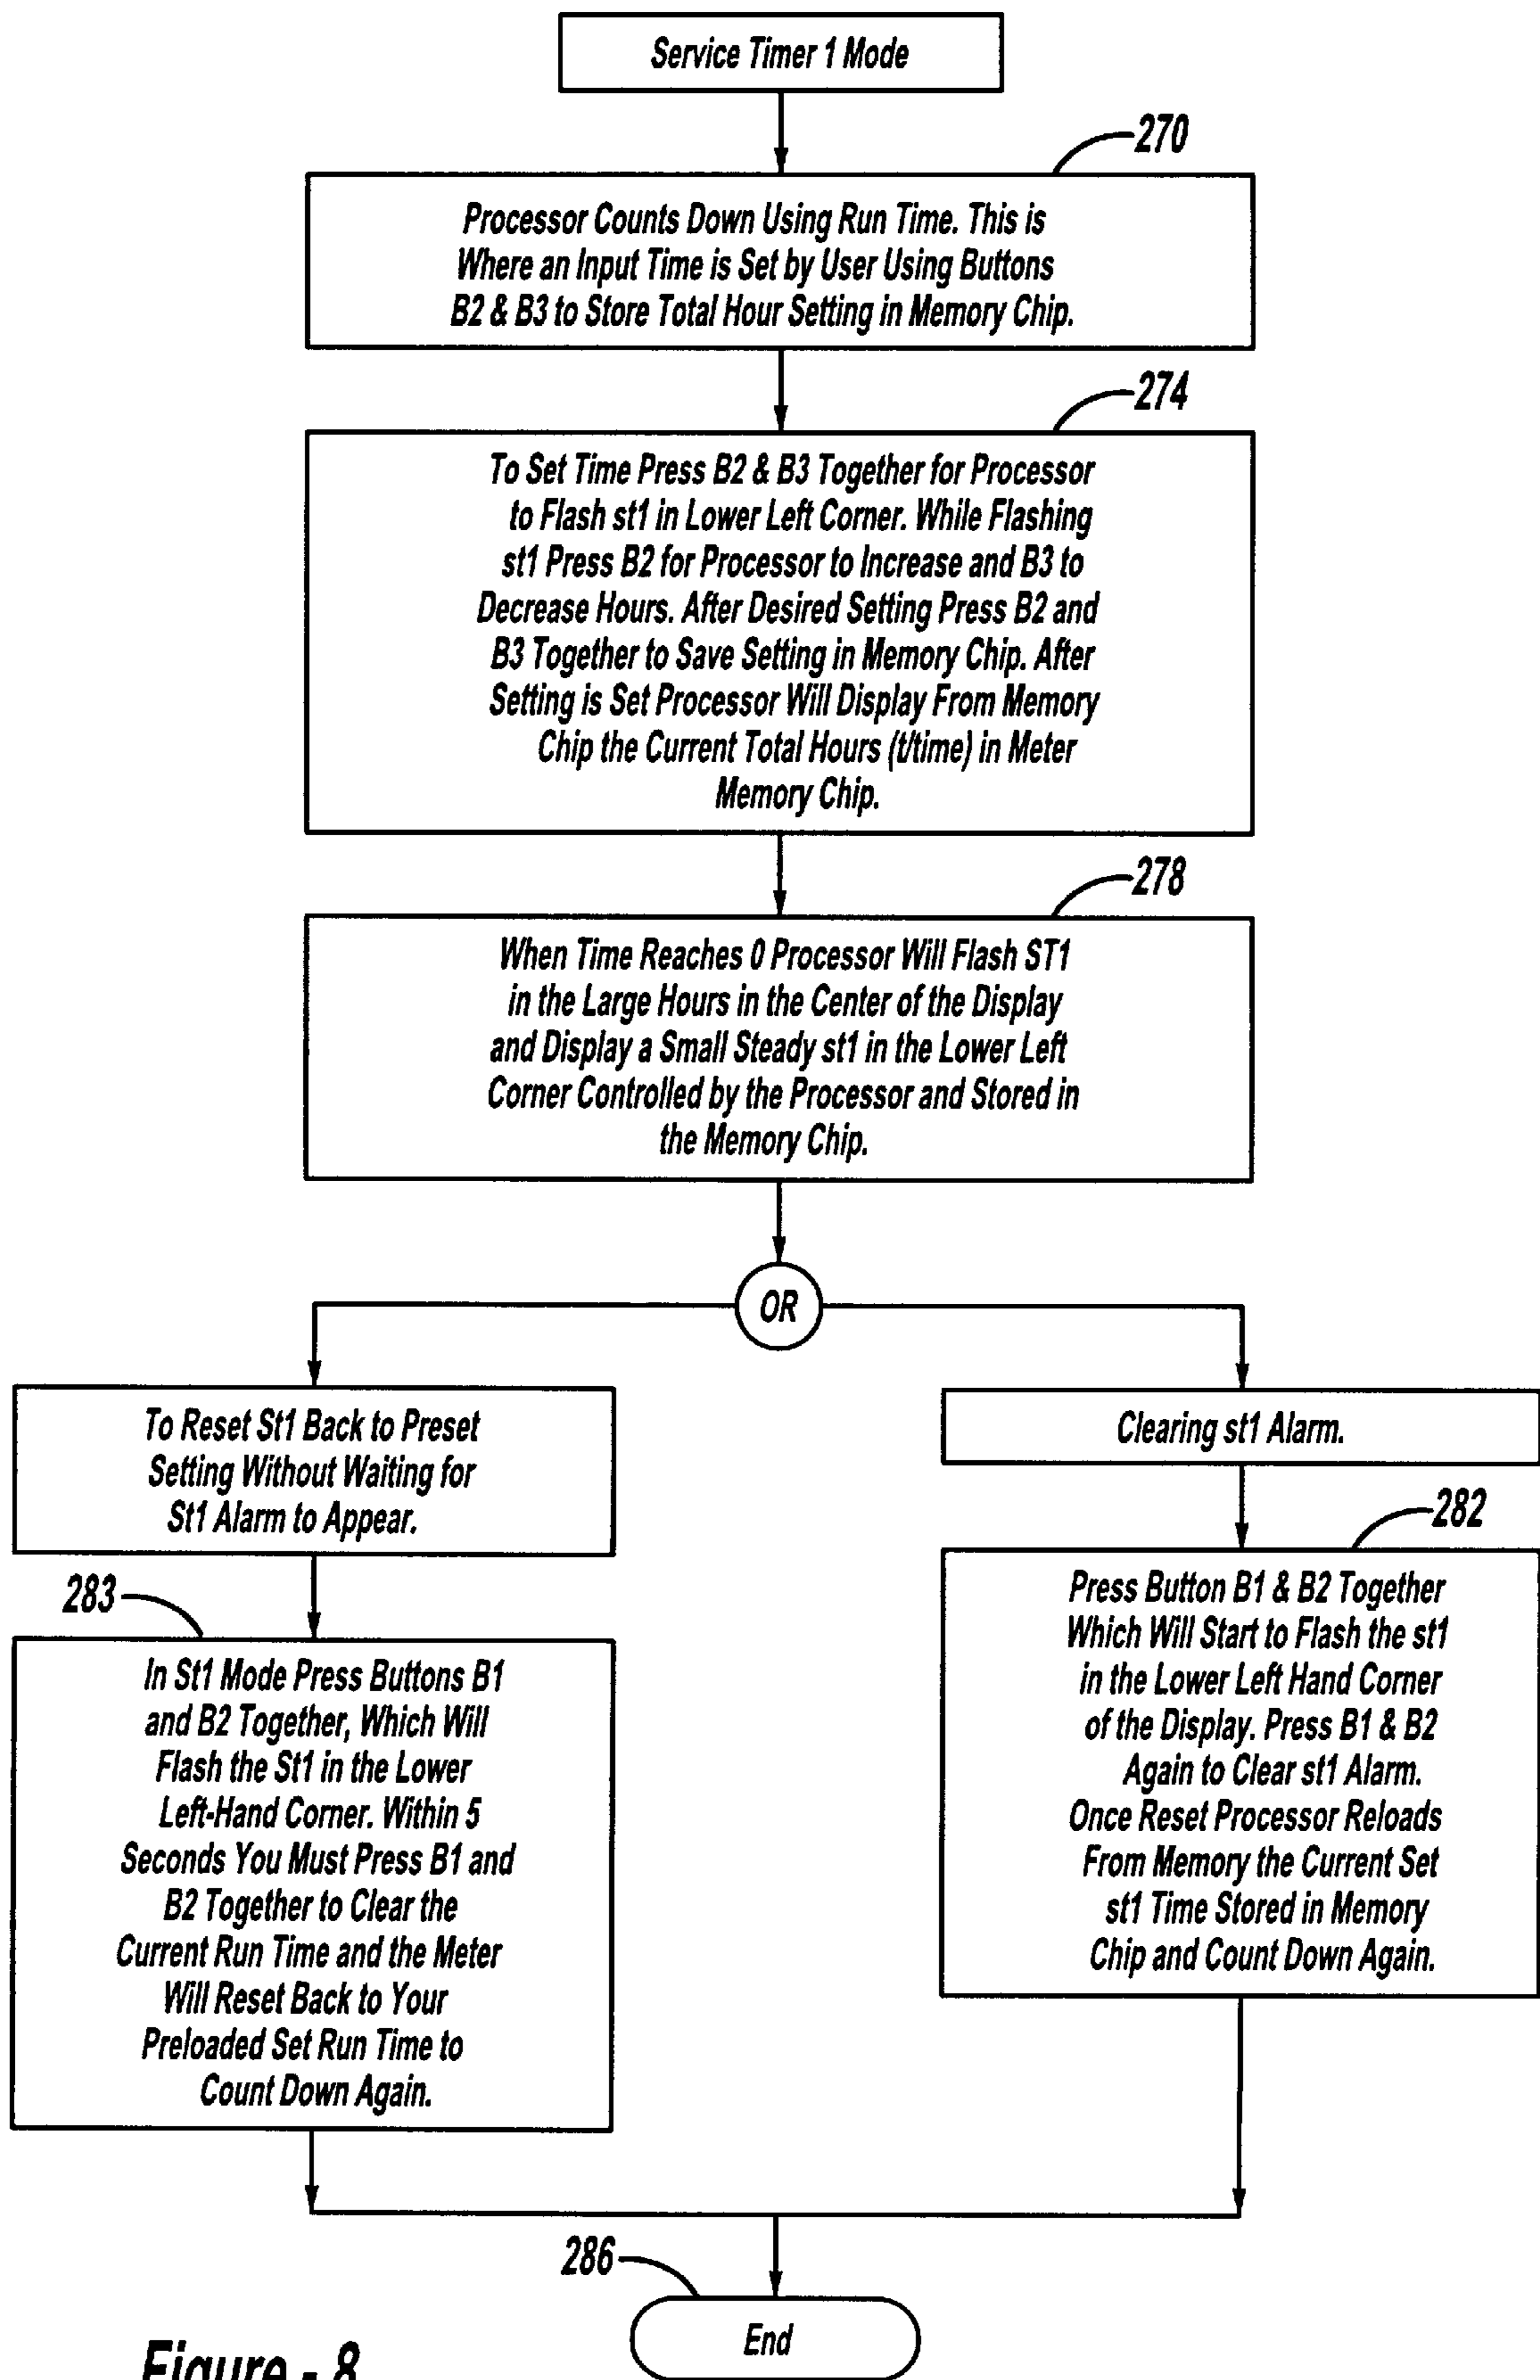 Service Timer 1 Mode
270
Processor Counts Down Using Run Time. This is
Where an Input Time is Set by User Using Buttons
B2 & B3 to Store Total Hour Setting in Memory Chip.
274
To Set Time Press B2 & B3 Together for Processor
to Flash st1 in Lower Left Corner. While Flashing
st1 Press B2 for Processor to Increase and B3 to
Decrease Hours. After Desired Setting Press B2 and
B3 Together to Save Setting in Memory Chip. After
Setting is Set Processor Will Display From Memory
Chip the Current Total Hours (t/time) in Meter
Memory Chip.
278
When Time Reaches 0 Processor Will Flash ST1
in the Large Hours in the Center of the Display
and Display a Small Steady st1 in the Lower Left
Corner Controlled by the Processor and Stored in
the Memory Chip.
OR
To Reset St1 Back to Preset
Setting Without Waiting for
St1 Alarm to Appear.
283
In St1 Mode Press Buttons B1
and B2 Together, Which Will
Flash the St1 in the Lower
Left-Hand Corner. Within 5
Seconds You Must Press B1 and
B2 Together to Clear the
Current Run Time and the Meter
Will Reset Back to Your
Preloaded Set Run Time to
Count Down Again.
Clearing st1 Alarm.
282
Press Button B1 & B2 Together
Which Will Start to Flash the st1
in the Lower Left Hand Corner
of the Display. Press B1 & B2
Again to Clear st1 Alarm.
Once Reset Processor Reloads
From Memory the Current Set
st1 Time Stored in Memory
Chip and Count Down Again.
286
End
Figure - 8